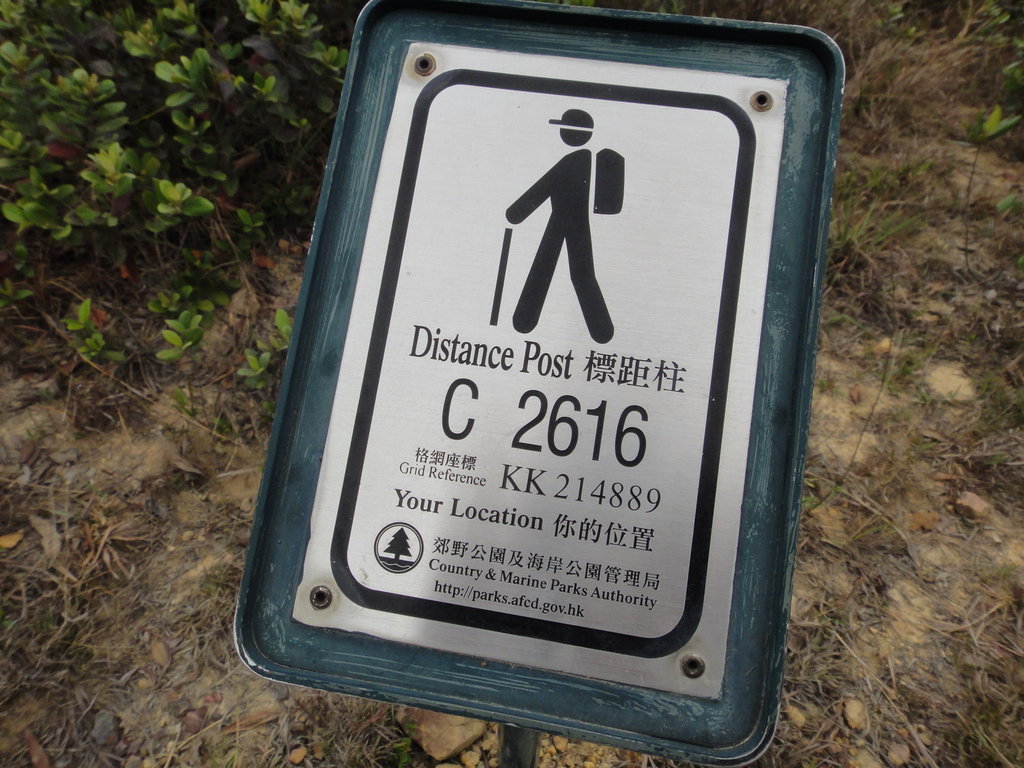 Distance Post 標距柱
C 2616
格網座標
Grid Reference KK 214889
Your Location 你的位置
郊野公園及海岸公園管理局
Country & Marine Parks Authority
http://parks.afcd.gov.hk